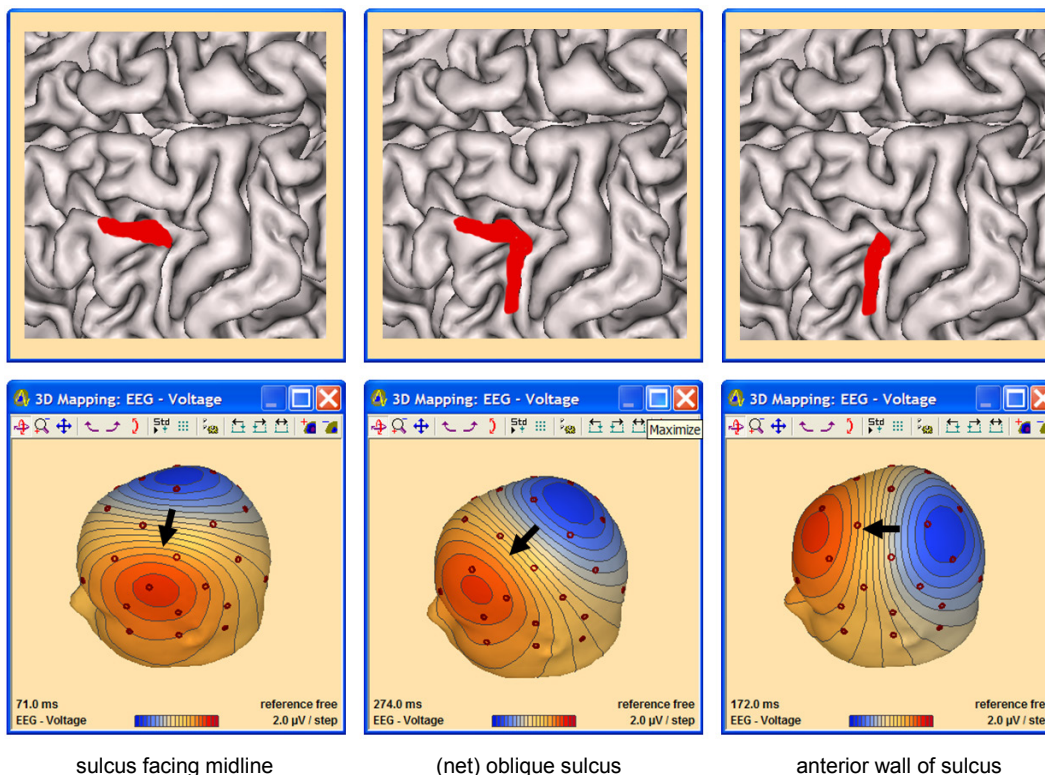 3D Mapping: EEG - Voltage
Std
71.0 ms
reference free
EEG - Voltage
2.0 µV / step
3D Mapping: EEG - Voltage
Std
Maximize
274.0 ms
reference free
EEG - Voltage
2.0 µV / step
3D Mapping: EEG - Voltage
Std
172.0 ms
reference fre
EEG - Voltage
2.0 µV / st
sulcus facing midline
(net) oblique sulcus
anterior wall of sulcus